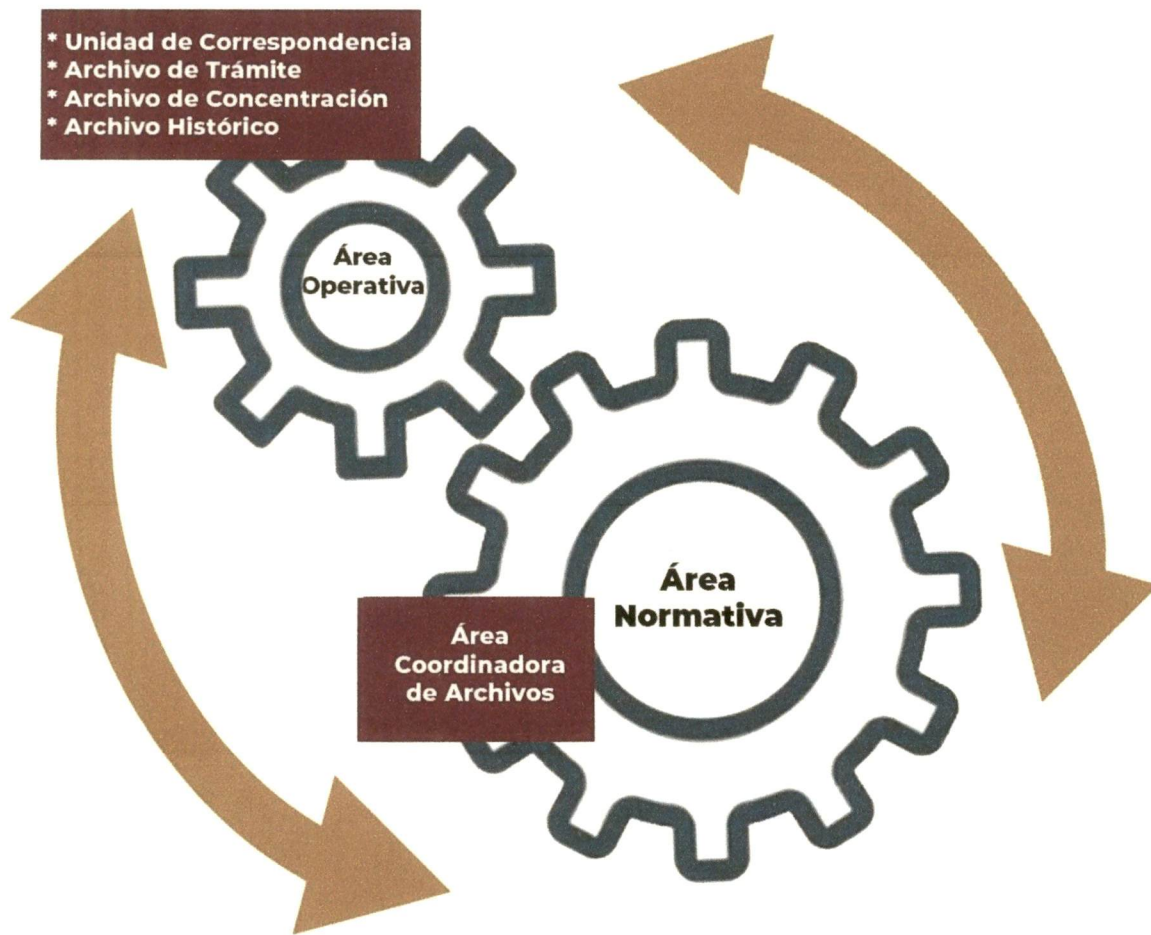 * Unidad de Correspondencia
* Archivo de Trámite
* Archivo de Concentración
* Archivo Histórico
Área
Operativa
Área
Normativa
Área
Coordinadora
de Archivos